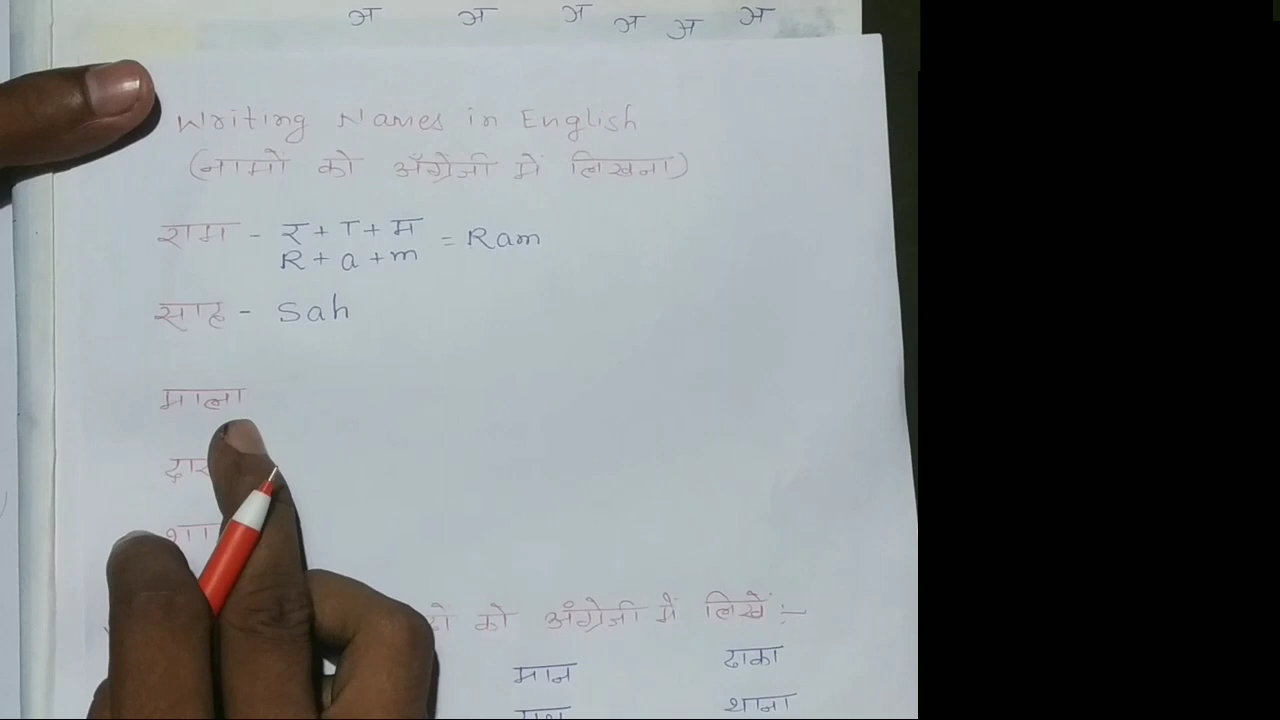 अ अ अ अ अ अ
Writing Names in English
(नामों को अँग्रेजी में लिखना)
राम - र + ा + म
R + a + m = Ram
साह - Sah
माला
को अंग्रेजी में लिखें :-
मान ढाका
थाना